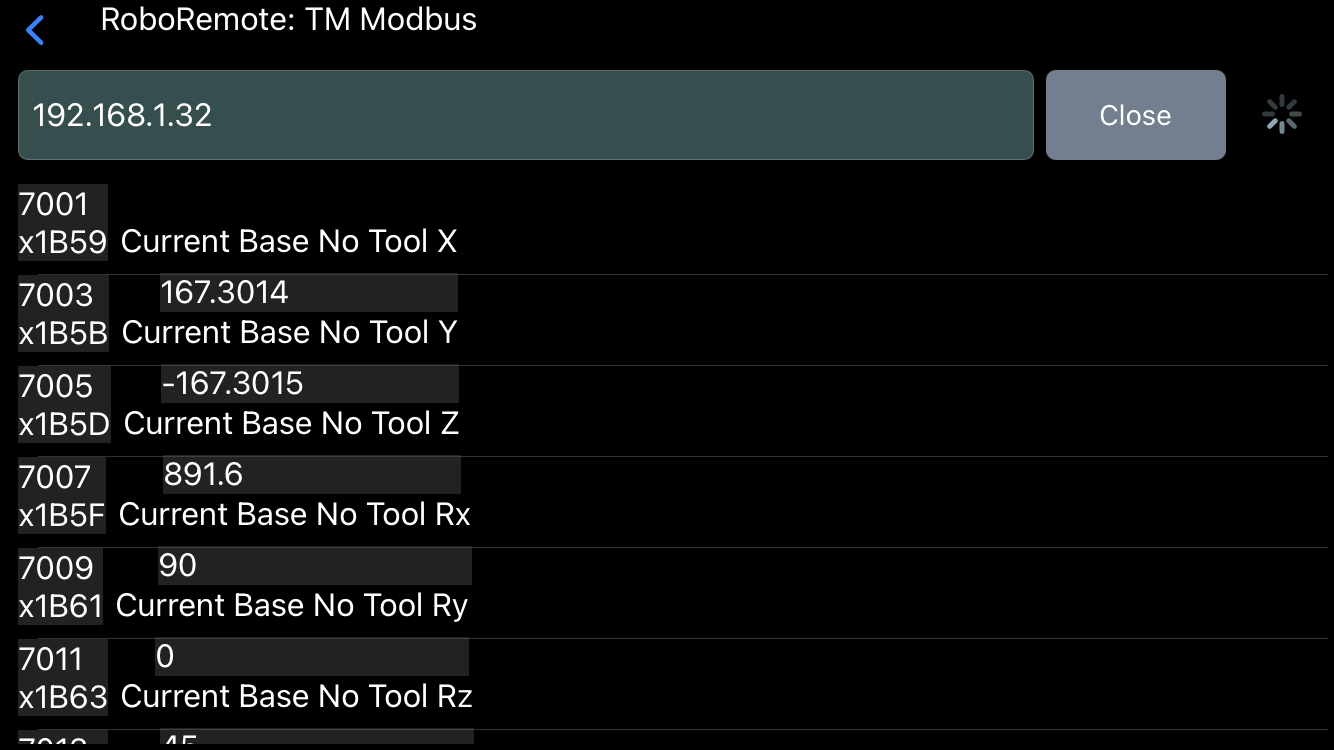 RoboRemote: TM Modbus
192.168.1.32
Close
7001
x1B59 Current Base No Tool X
7003 167.3014
x1B5B Current Base No Tool Y
7005 -167.3015
x1B5D Current Base No Tool Z
7007 891.6
x1B5F Current Base No Tool Rx
7009 90
x1B61 Current Base No Tool Ry
7011 0
x1B63 Current Base No Tool Rz
45